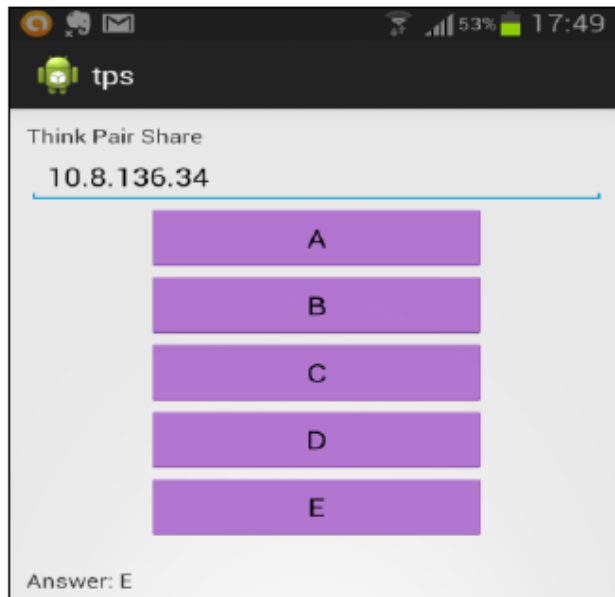 53% 17:49
tps
Think Pair Share
10.8.136.34
A
B
C
D
E
Answer: E